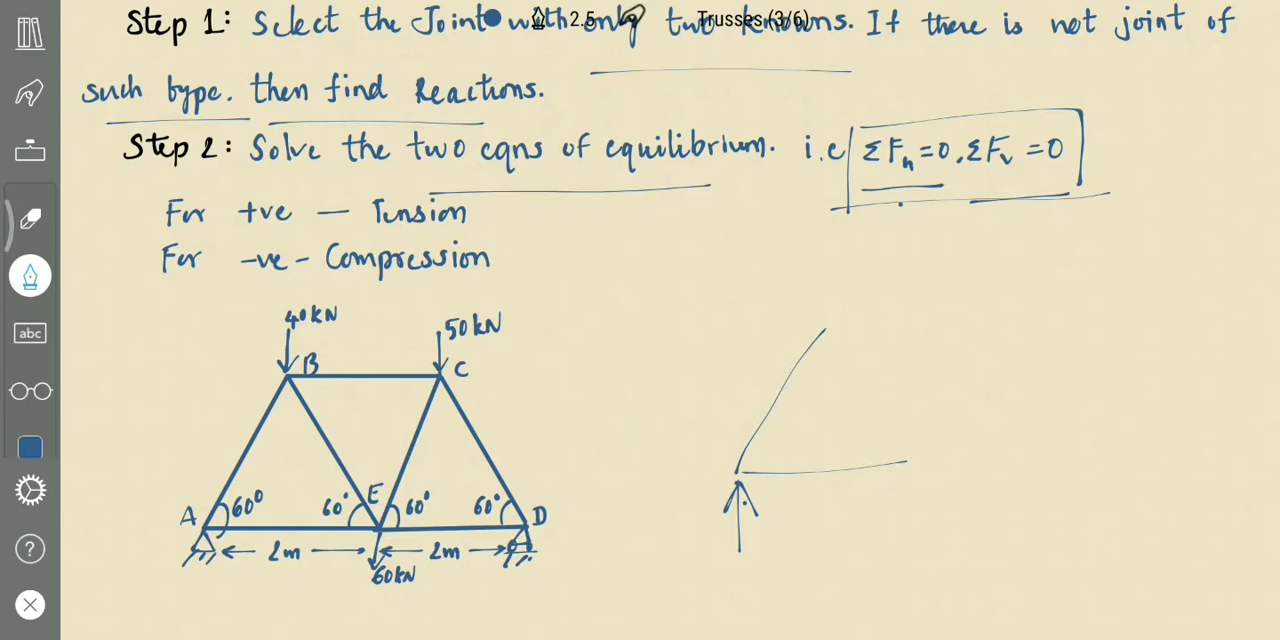 2.5 Trusses (3/6)
Step 1: Select the Joint with only two knowns. If there is not joint of
such type. then find Reactions.
Step 2: Solve the two eqns of equilibrium. i.e ΣFh = 0. ΣFv = 0
For +ve - Tension
For -ve - Compression
abc
40kN
50kN
B
C
A
60°
60°
E
60°
60°
D
2m
2m
60kN
?